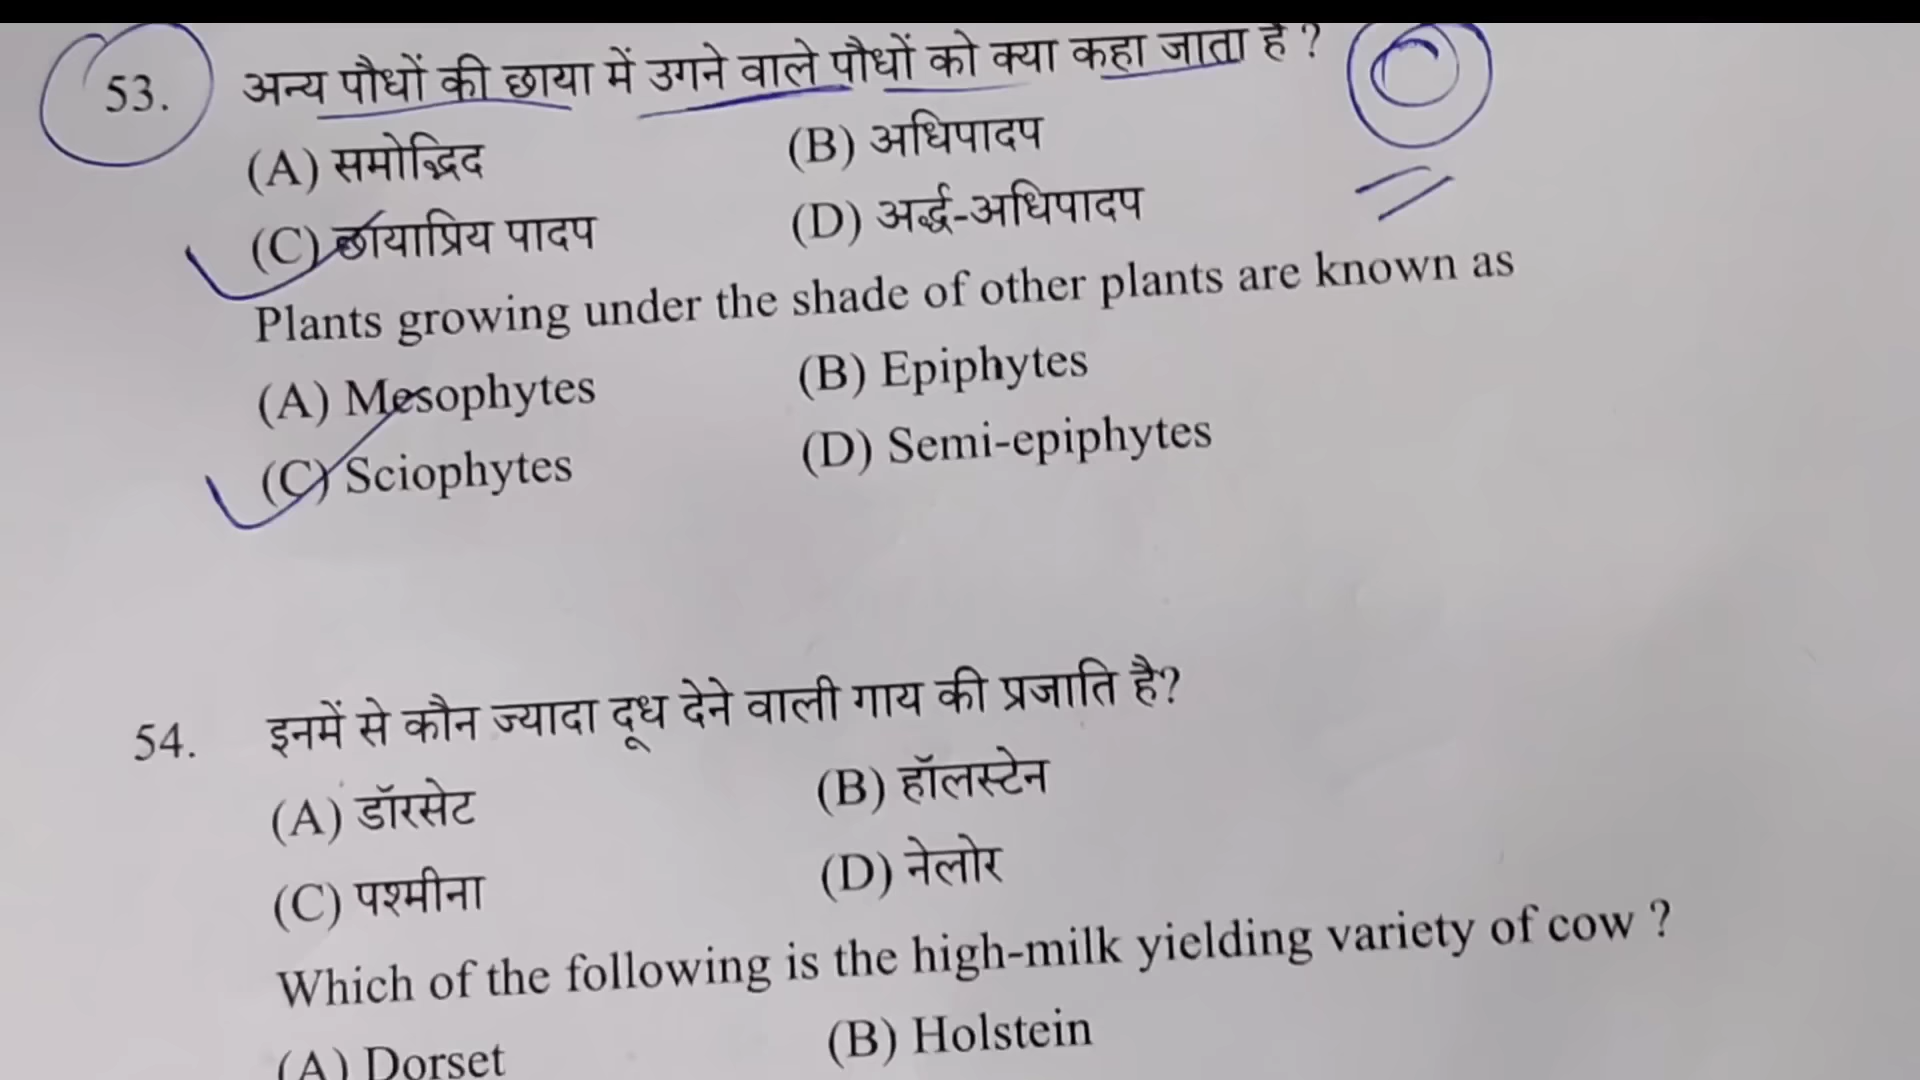 53. अन्य पौधों की छाया में उगने वाले पौधों को क्या कहा जाता है ?
(A) समोद्भिद (B) अधिपादप
(C) छायाप्रिय पादप (D) अर्द्ध-अधिपादप
Plants growing under the shade of other plants are known as
(A) Mesophytes (B) Epiphytes
(C) Sciophytes (D) Semi-epiphytes
54. इनमें से कौन ज्यादा दूध देने वाली गाय की प्रजाति है?
(A) डॉरसेट (B) हॉलस्टेन
(C) पश्मीना (D) नेलोर
Which of the following is the high-milk yielding variety of cow ?
(A) Dorset (B) Holstein